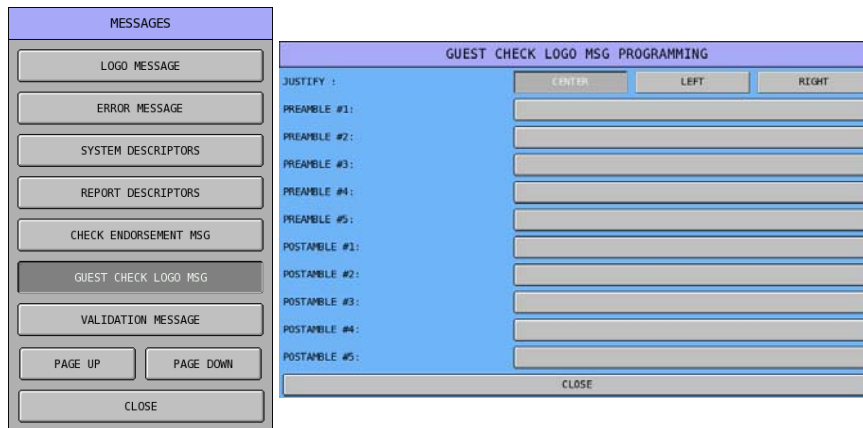 MESSAGES
LOGO MESSAGE
ERROR MESSAGE
SYSTEM DESCRIPTORS
REPORT DESCRIPTORS
CHECK ENDORSEMENT MSG
GUEST CHECK LOGO MSG
VALIDATION MESSAGE
PAGE UP PAGE DOWN
CLOSE
GUEST CHECK LOGO MSG PROGRAMMING
JUSTIFY : CENTER LEFT RIGHT
PREAMBLE #1:
PREAMBLE #2:
PREAMBLE #3:
PREAMBLE #4:
PREAMBLE #5:
POSTAMBLE #1:
POSTAMBLE #2:
POSTAMBLE #3:
POSTAMBLE #4:
POSTAMBLE #5:
CLOSE